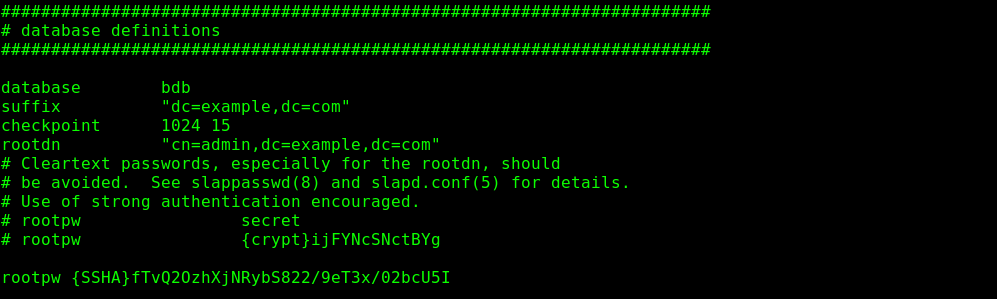 #######################################################################
# database definitions
#######################################################################
database        bdb
suffix          "dc=example,dc=com"
checkpoint      1024 15
rootdn          "cn=admin,dc=example,dc=com"
# Cleartext passwords, especially for the rootdn, should
# be avoided.  See slappasswd(8) and slapd.conf(5) for details.
# Use of strong authentication encouraged.
# rootpw                secret
# rootpw                {crypt}ijFYNcSNctBYg
rootpw {SSHA}fTvQ2OzhXjNRybS822/9eT3x/02bcU5I